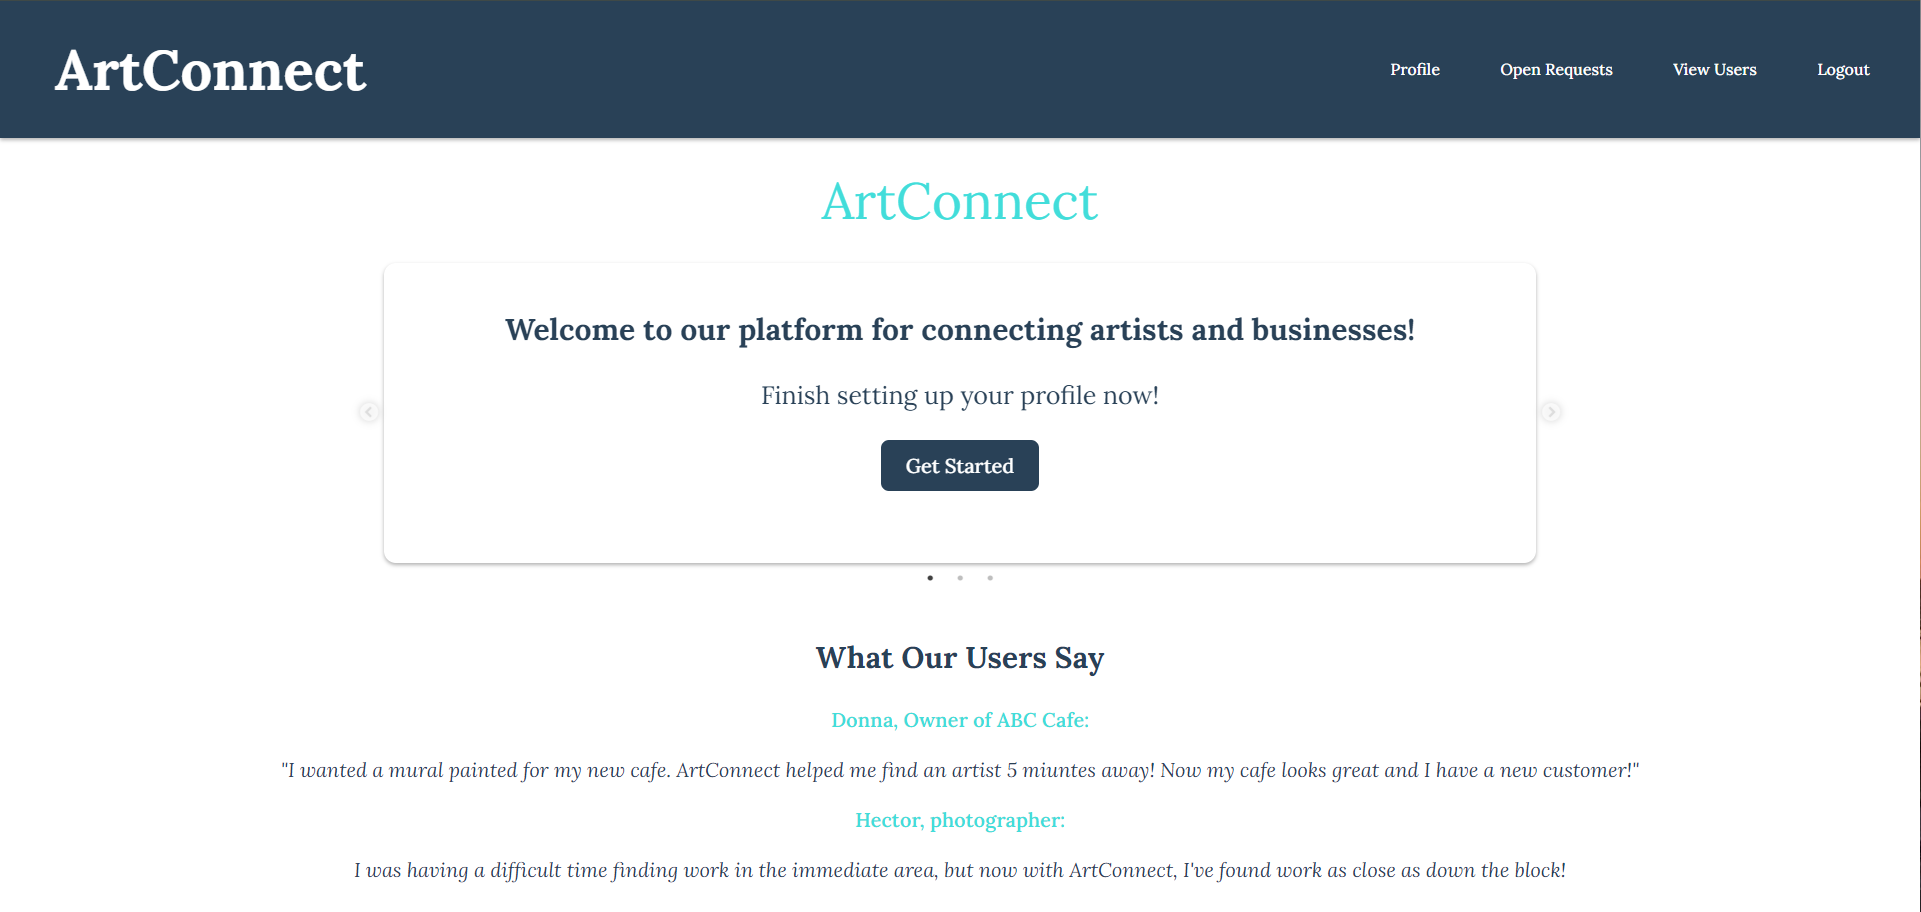 ArtConnect
Profile
Open Requests
View Users
Logout
ArtConnect
Welcome to our platform for connecting artists and businesses!
Finish setting up your profile now!
Get Started
What Our Users Say
Donna, Owner of ABC Cafe:
"I wanted a mural painted for my new cafe. ArtConnect helped me find an artist 5 miuntes away! Now my cafe looks great and I have a new customer!"
Hector, photographer:
I was having a difficult time finding work in the immediate area, but now with ArtConnect, I've found work as close as down the block!